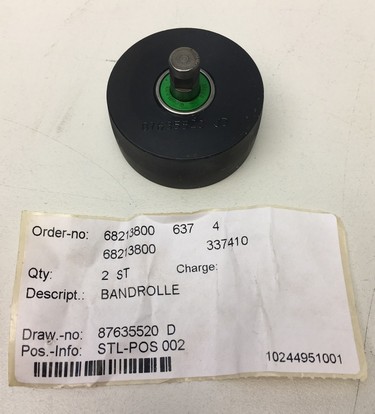 87635520 D
Order-no: 68213800 637 4
68213800 337410
Qty: 2 ST Charge:
Descript.: BANDROLLE
Draw.-no: 87635520 D
Pos.-Info: STL-POS 002
10244951001